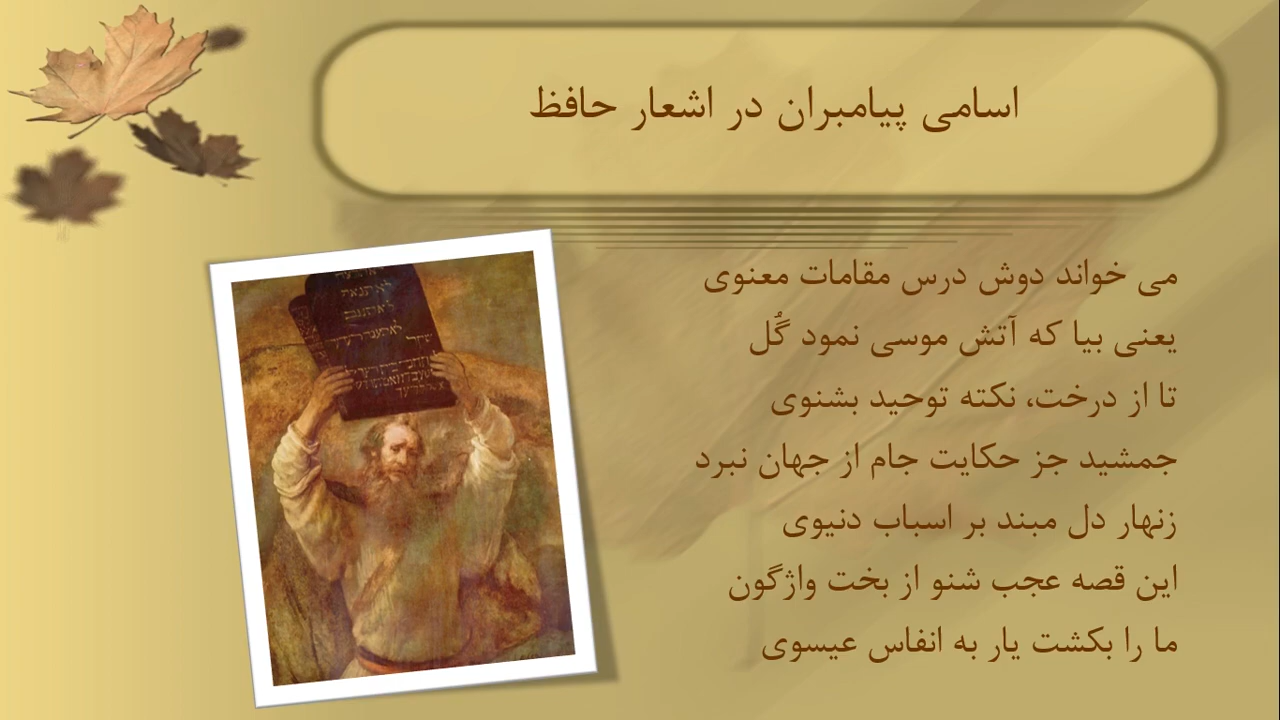 اسامی پیامبران در اشعار حافظ
می خواند دوش درس مقامات معنوی
یعنی بیا که آتش موسی نمود گُل
تا از درخت، نکته توحید بشنوی
جمشید جز حکایت جام از جهان نبرد
زنهار دل مبند بر اسباب دنیوی
این قصه عجب شنو از بخت واژگون
ما را بکشت یار به انفاس عیسوی